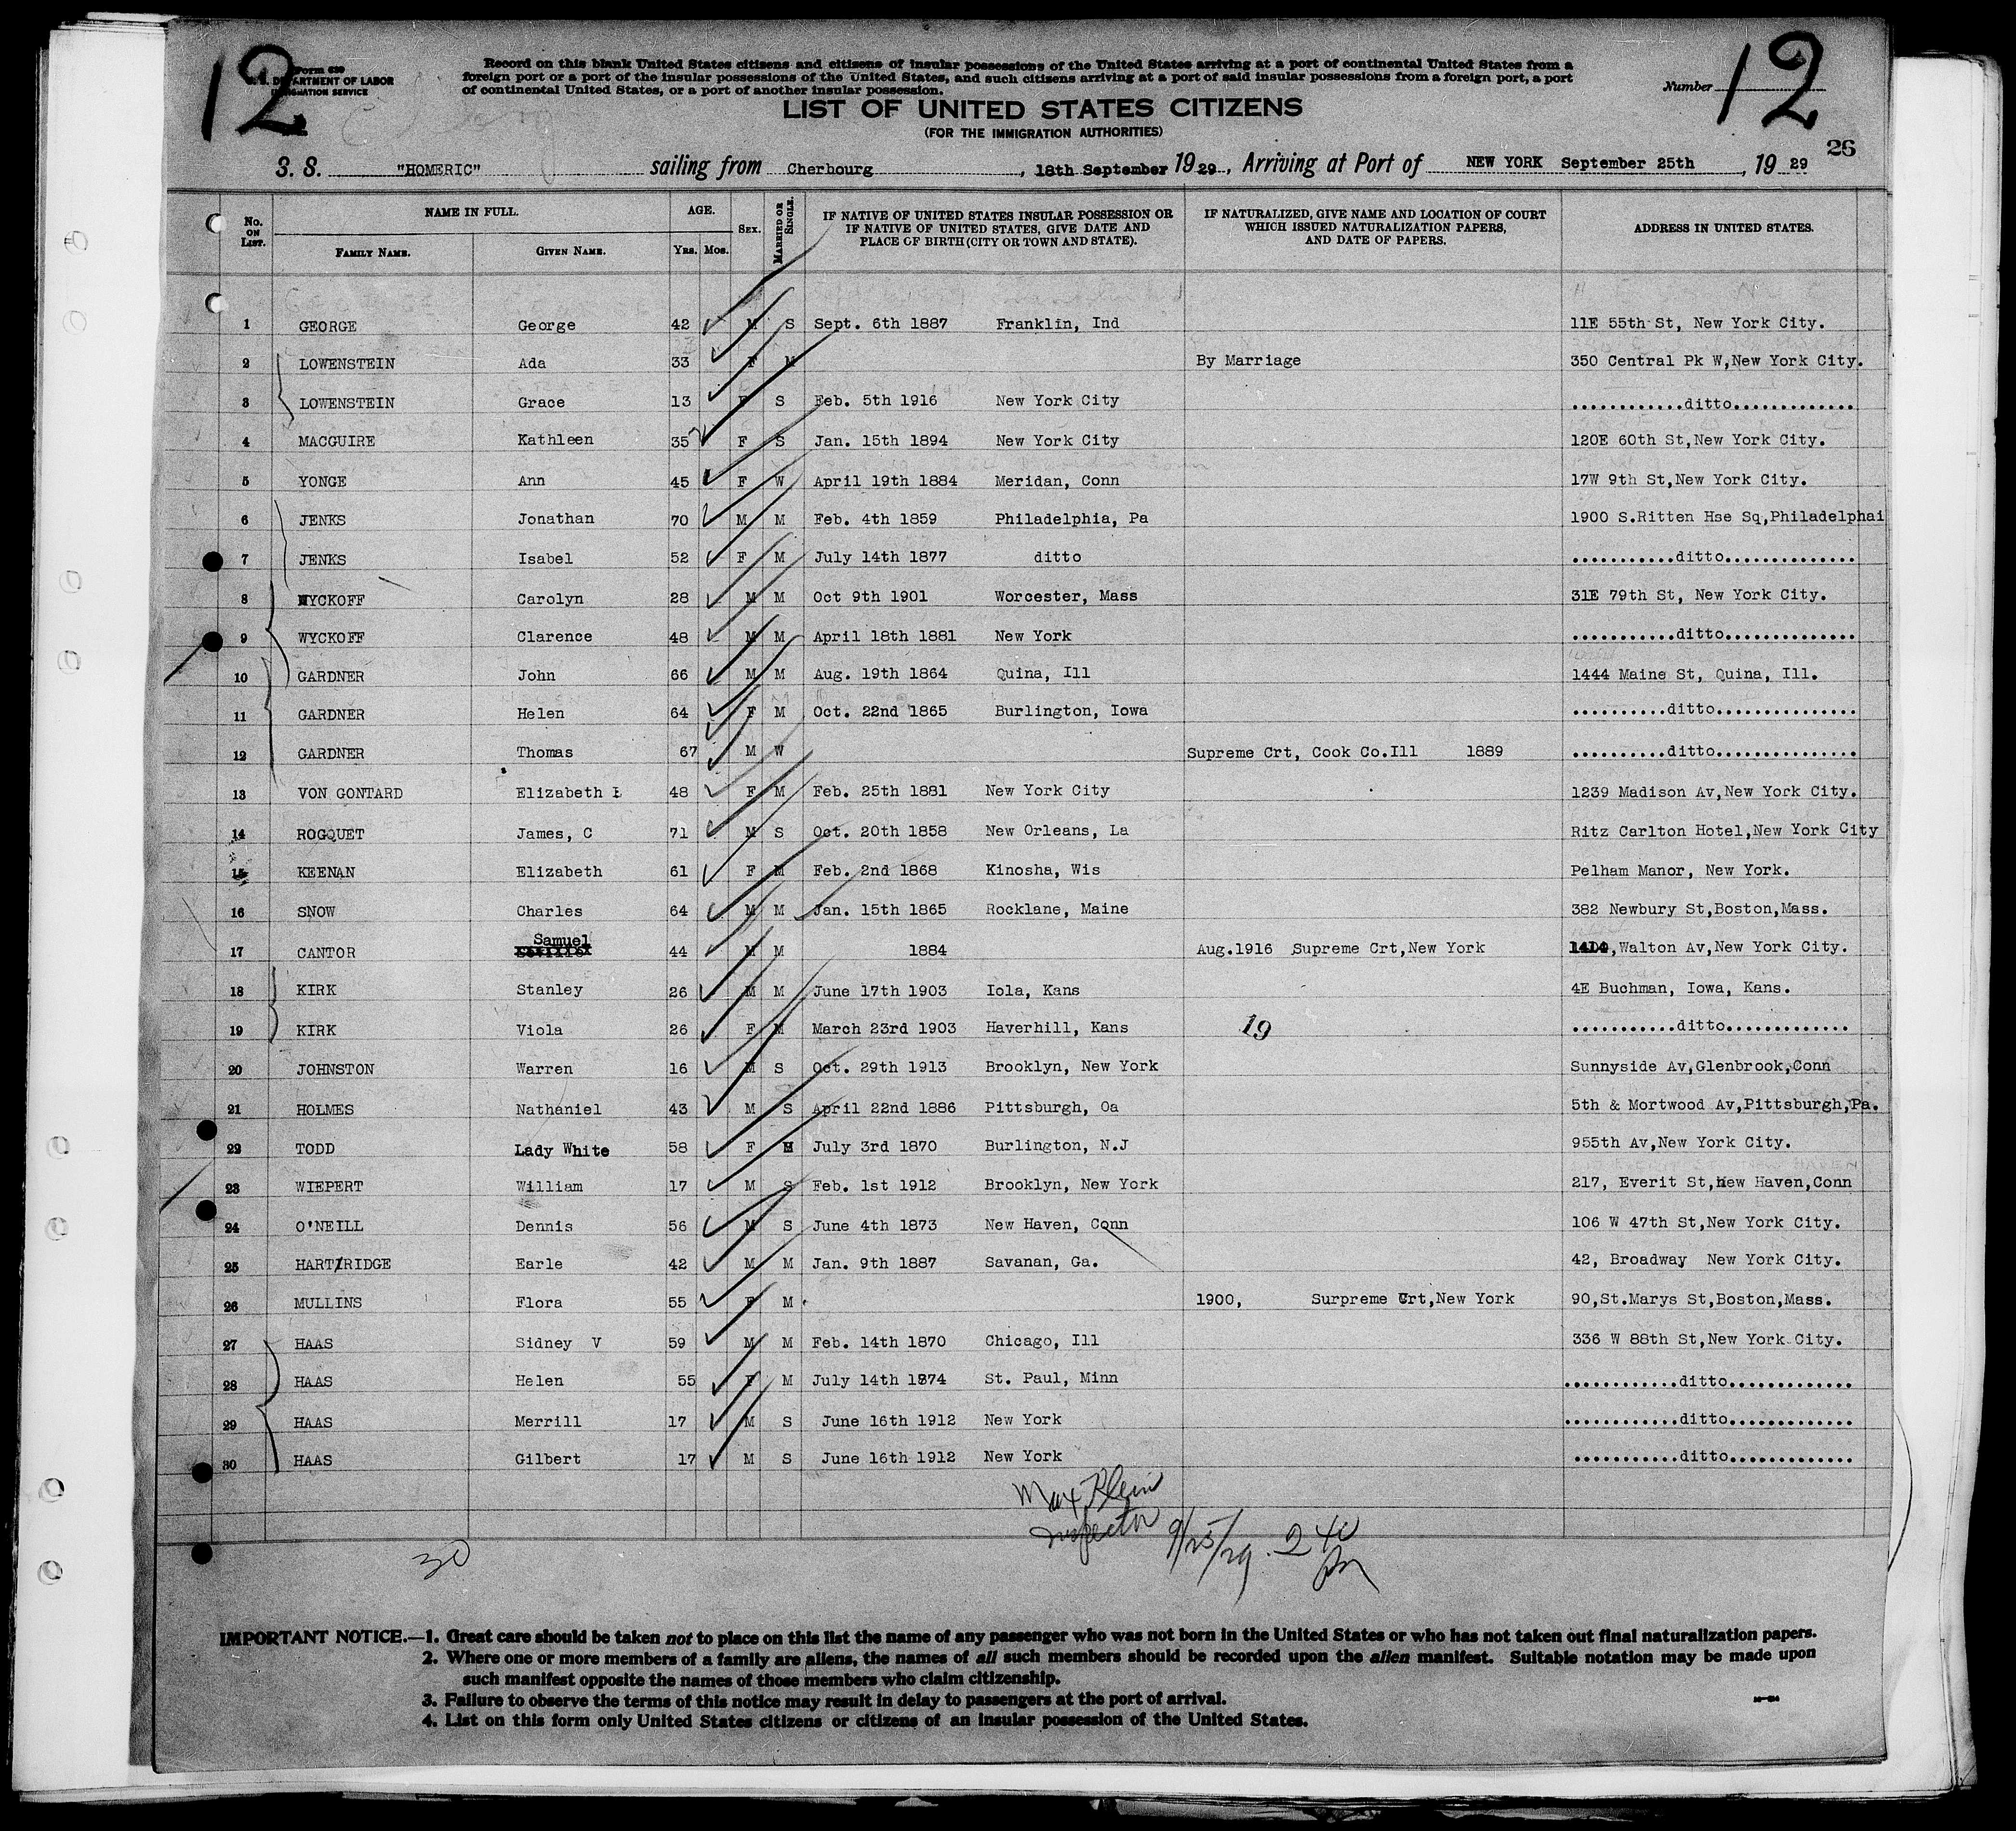 12
Form 630
U. S. DEPARTMENT OF LABOR
IMMIGRATION SERVICE
Record on this blank United States citizens and citizens of insular possessions of the United States arriving at a port of continental United States from a
foreign port or a port of the insular possessions of the United States, and such citizens arriving at a port of said insular possessions from a foreign port, a port
of continental United States, or a port of another insular possession.
Number 12
LIST OF UNITED STATES CITIZENS
(FOR THE IMMIGRATION AUTHORITIES)
26
S. S. "HOMERIC" sailing from Cherbourg, 18th September 1929, Arriving at Port of NEW YORK September 25th, 1929
No. ON LIST. NAME IN FULL. AGE. SEX. MARRIED OR SINGLE. IF NATIVE OF UNITED STATES INSULAR POSSESSION OR IF NATIVE OF UNITED STATES, GIVE DATE AND PLACE OF BIRTH (CITY OR TOWN AND STATE). IF NATURALIZED, GIVE NAME AND LOCATION OF COURT WHICH ISSUED NATURALIZATION PAPERS, AND DATE OF PAPERS. ADDRESS IN UNITED STATES.
FAMILY NAME. GIVEN NAME. YRS. MOS.
1 GEORGE George 42 M S Sept. 6th 1887 Franklin, Ind 11E 55th St, New York City.
2 LOWENSTEIN Ada 33 F M By Marriage 350 Central Pk W,New York City.
3 LOWENSTEIN Grace 13 F S Feb. 5th 1916 New York City ............ditto.............
4 MACGUIRE Kathleen 35 F S Jan. 15th 1894 New York City 120E 60th St,New York City.
5 YONGE Ann 45 F W April 19th 1884 Meridan, Conn 17W 9th St,New York City.
6 JENKS Jonathan 70 M M Feb. 4th 1859 Philadelphia, Pa 1900 S.Ritten Hse Sq,Philadelphai
7 JENKS Isabel 52 F M July 14th 1877 ditto ...........ditto..............
8 WYCKOFF Carolyn 28 M M Oct 9th 1901 Worcester, Mass 31E 79th St, New York City.
9 WYCKOFF Clarence 48 M M April 18th 1881 New York ...........ditto..............
10 GARDNER John 66 M M Aug. 19th 1864 Quina, Ill 1444 Maine St, Quina, Ill.
11 GARDNER Helen 64 F M Oct. 22nd 1865 Burlington, Iowa ..........ditto...............
12 GARDNER Thomas 67 M W Supreme Crt, Cook Co.Ill 1889 ..........ditto...............
13 VON GONTARD Elizabeth 48 F M Feb. 25th 1881 New York City 1239 Madison Av,New York City.
14 ROCQUET James, C 71 M S Oct. 20th 1858 New Orleans, La Ritz Carlton Hotel,New York City
15 KEENAN Elizabeth 61 F M Feb. 2nd 1868 Kinosha, Wis Pelham Manor, New York.
16 SNOW Charles 64 M M Jan. 15th 1865 Rocklane, Maine 382 Newbury St,Boston,Mass.
17 CANTOR Samuel 44 M M 1884 Aug.1916 Supreme Crt,New York 1414,Walton Av,New York City.
18 KIRK Stanley 26 M M June 17th 1903 Iola, Kans 4E Buchman, Iowa, Kans.
19 KIRK Viola 26 F M March 23rd 1903 Haverhill, Kans 19 ...........ditto.............
20 JOHNSTON Warren 16 M S Oct. 29th 1913 Brooklyn, New York Sunnyside Av,Glenbrook,Conn
21 HOLMES Nathaniel 43 M S April 22nd 1886 Pittsburgh, Oa 5th & Mortwood Av,Pittsburgh,Pa.
22 TODD Lady White 58 F M July 3rd 1870 Burlington, N.J 955th Av,New York City.
23 WIEPERT William 17 M S Feb. 1st 1912 Brooklyn, New York 217, Everit St,New Haven,Conn
24 O'NEILL Dennis 56 M S June 4th 1873 New Haven, Conn 106 W 47th St,New York City.
25 HARTRIDGE Earle 42 M M Jan. 9th 1887 Savanan, Ga. 42, Broadway New York City.
26 MULLINS Flora 55 F M 1900, Surpreme Crt,New York 90,St.Marys St,Boston,Mass.
27 HAAS Sidney V 59 M M Feb. 14th 1870 Chicago, Ill 336 W 88th St,New York City.
28 HAAS Helen 55 F M July 14th 1874 St. Paul, Minn ............ditto.............
29 HAAS Merrill 17 M S June 16th 1912 New York ............ditto.............
30 HAAS Gilbert 17 M S June 16th 1912 New York ...........ditto.............
Max Klein
Inspector 9/25/29. 2 40
pm
30
IMPORTANT NOTICE.—1. Great care should be taken not to place on this list the name of any passenger who was not born in the United States or who has not taken out final naturalization papers.
2. Where one or more members of a family are aliens, the names of all such members should be recorded upon the alien manifest. Suitable notation may be made upon
such manifest opposite the names of those members who claim citizenship.
3. Failure to observe the terms of this notice may result in delay to passengers at the port of arrival.
4. List on this form only United States citizens or citizens of an insular possession of the United States.